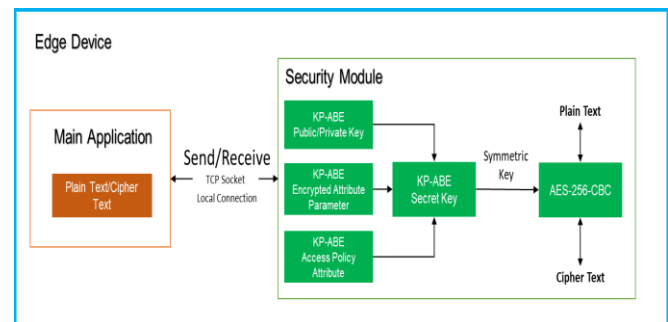 Edge Device
Security Module
Main Application
Plain Text/Cipher
Text
Send/Receive
TCP Socket
Local Connection
KP-ABE
Public/Private Key
KP-ABE
Encrypted Attribute
Parameter
KP-ABE
Access Policy
Attribute
KP-ABE
Secret Key
Symmetric
Key
Plain Text
AES-256-CBC
Cipher Text